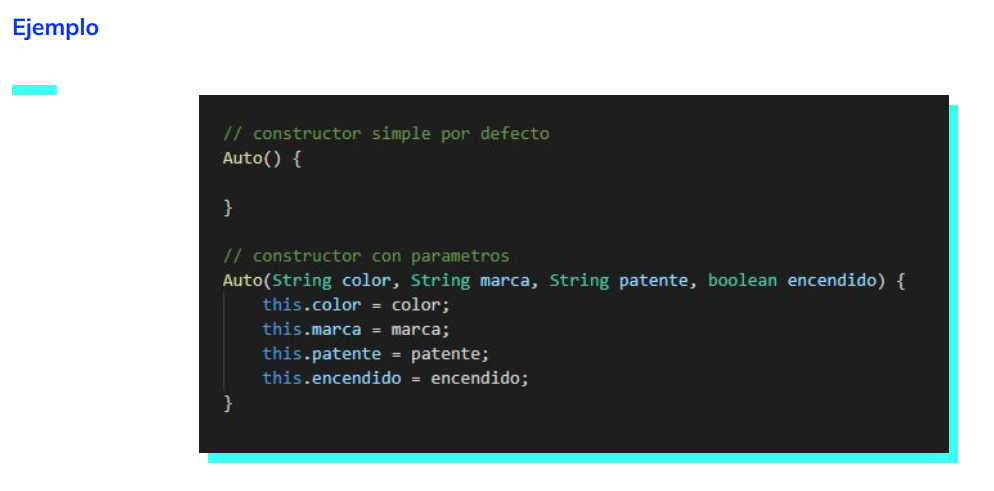 Ejemplo
// constructor simple por defecto
Auto() {
}
// constructor con parametros
Auto(String color, String marca, String patente, boolean encendido) {
this.color = color;
this.marca = marca;
this.patente = patente;
this.encendido = encendido;
}